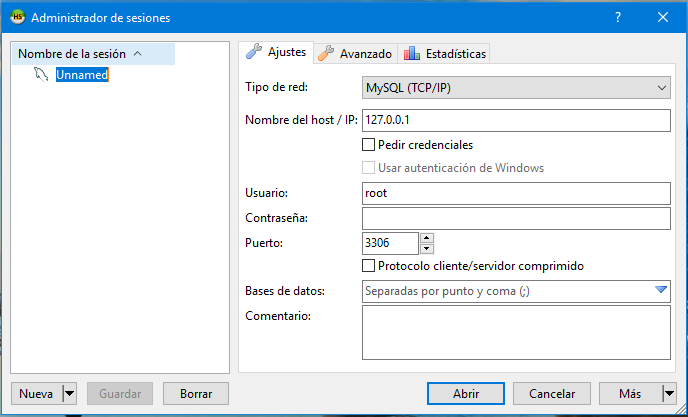 HS Administrador de sesiones ?
Nombre de la sesión
Unnamed
Ajustes Avanzado Estadísticas
Tipo de red: MySQL (TCP/IP)
Nombre del host / IP: 127.0.0.1
Pedir credenciales
Usar autenticación de Windows
Usuario: root
Contraseña:
Puerto: 3306
Protocolo cliente/servidor comprimido
Bases de datos: Separadas por punto y coma (;)
Comentario:
Nueva Guardar Borrar Abrir Cancelar Más